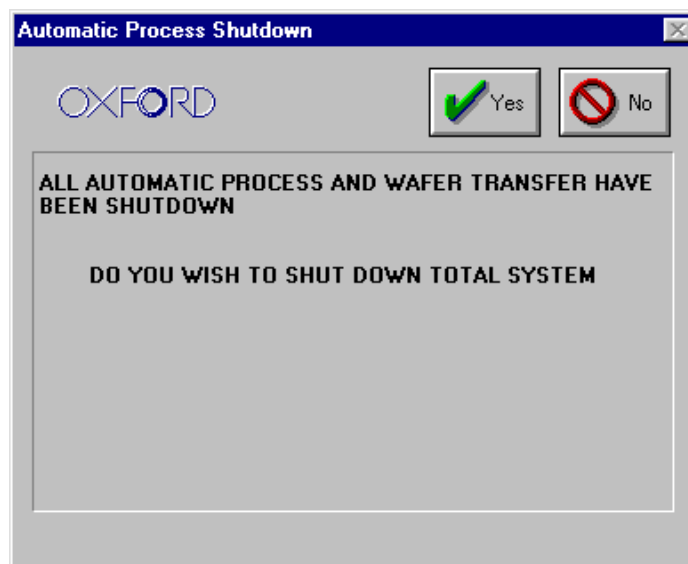 Automatic Process Shutdown
OXFORD
Yes
No
ALL AUTOMATIC PROCESS AND WAFER TRANSFER HAVE
BEEN SHUTDOWN
DO YOU WISH TO SHUT DOWN TOTAL SYSTEM